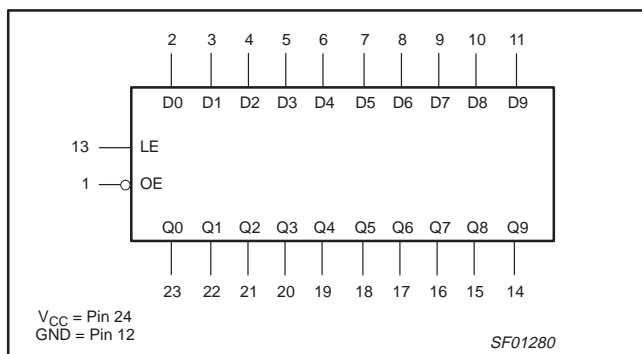 2 3 4 5 6 7 8 9 10 11
D0 D1 D2 D3 D4 D5 D6 D7 D8 D9
13 LE
1 OE
Q0 Q1 Q2 Q3 Q4 Q5 Q6 Q7 Q8 Q9
23 22 21 20 19 18 17 16 15 14
VCC = Pin 24
GND = Pin 12
SF01280